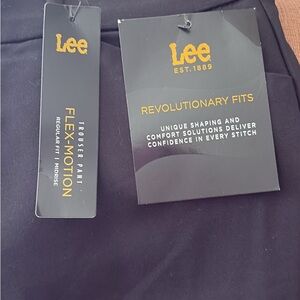 Lee
TROUSER PANT
FLEX-MOTION
REGULAR FIT | MIDRISE
Lee
EST. 1889
REVOLUTIONARY FITS
UNIQUE SHAPING AND
COMFORT SOLUTIONS DELIVER
CONFIDENCE IN EVERY STITCH